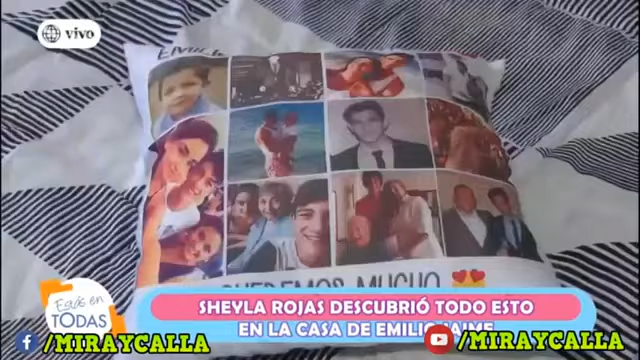 vivo
EMILIO
QUEREMOS MUCHO 😍
Estás en
TODAS
SHEYLA ROJAS DESCUBRIÓ TODO ESTO
EN LA CASA DE EMILIO JAIME
/MIRAYCALLA
/MIRAYCALLA